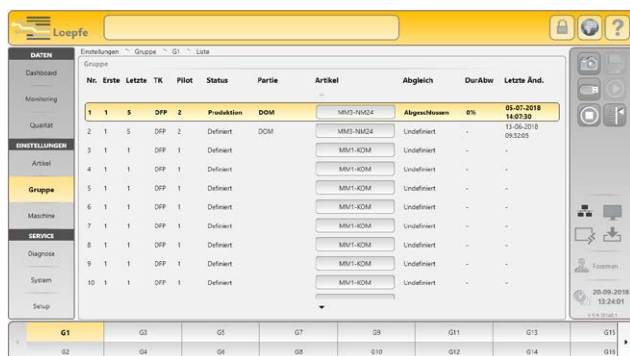 Loepfe
DATEN
Dashboard
Monitoring
Qualität
EINSTELLUNGEN
Artikel
Gruppe
Maschine
SERVICE
Diagnose
System
Setup
Einstellungen Gruppe G1 Liste
Gruppe
Nr. Erste Letzte TK Pilot Status Partie Artikel Abgleich DurAbw Letzte Änd.
1 1 5 DFP 2 Produktion DOM MM3-NM24 Abgeschlossen 0% 05-07-2018 14:07:30
2 1 5 DFP 2 Definiert DOM MM3-NM24 Undefiniert - 13-06-2018 09:52:09
3 1 1 DFP 1 Definiert MM1-KOM Undefiniert - -
4 1 1 DFP 1 Definiert MM1-KOM Undefiniert - -
5 1 1 DFP 1 Definiert MM1-KOM Undefiniert - -
6 1 1 DFP 1 Definiert MM1-KOM Undefiniert - -
7 1 1 DFP 1 Definiert MM1-KOM Undefiniert - -
8 1 1 DFP 1 Definiert MM1-KOM Undefiniert - -
9 1 1 DFP 1 Definiert MM1-KOM Undefiniert - -
10 1 1 DFP 1 Definiert MM1-KOM Undefiniert - -
?
Foreman
20-09-2018
13:24:01
G1 G3 G5 G7 G9 G11 G13 G15
G2 G4 G6 G8 G10 G12 G14 G16